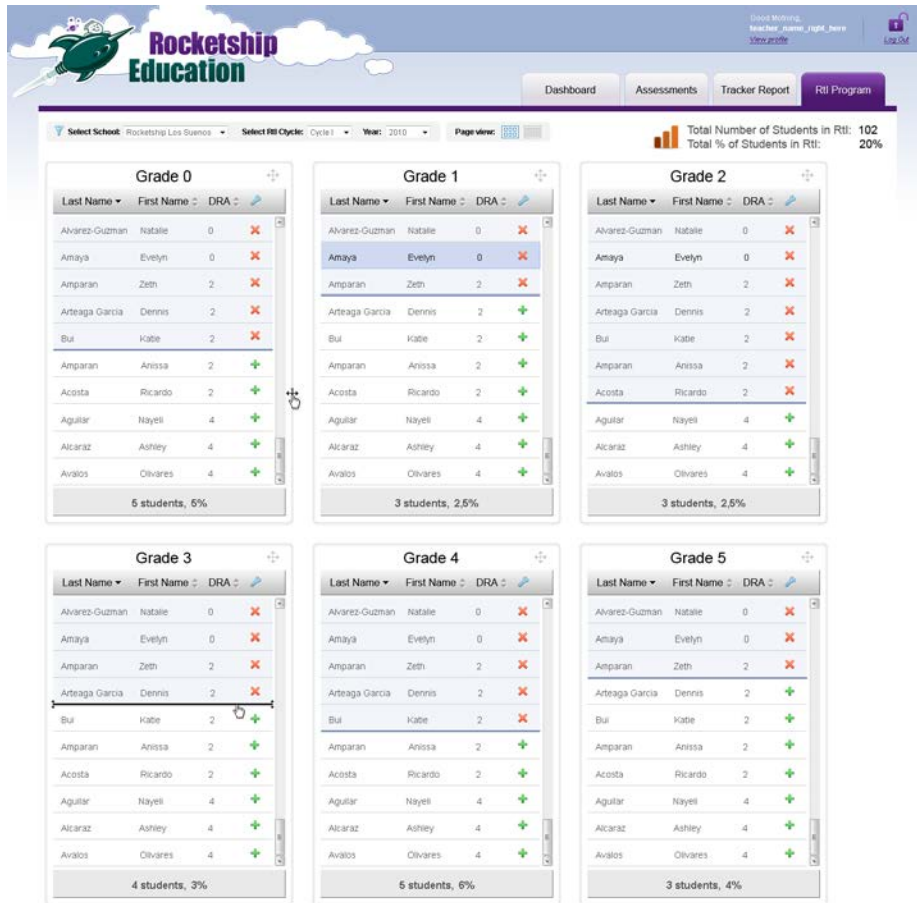 Good Morning,
teacher_name_right_here
View profile
Log Out
Rocketship
Education
Dashboard Assessments Tracker Report RtI Program
Select School: Rocketship Los Suenos Select RtI Clycle: Cycle I Year: 2010 Page view:
Total Number of Students in RtI: 102
Total % of Students in RtI: 20%
Grade 0
Last Name First Name DRA
Alvarez-Guzman Natalie 0
Amaya Evelyn 0
Amparan Zeth 2
Arteaga Garcia Dennis 2
Bui Katie 2
Amparan Anissa 2
Acosta Ricardo 2
Aguilar Nayeli 4
Alcaraz Ashley 4
Avalos Olivares 4
5 students, 5%
Grade 1
Last Name First Name DRA
Alvarez-Guzman Natalie 0
Amaya Evelyn 0
Amparan Zeth 2
Arteaga Garcia Dennis 2
Bui Katie 2
Amparan Anissa 2
Acosta Ricardo 2
Aguilar Nayeli 4
Alcaraz Ashley 4
Avalos Olivares 4
3 students, 2,5%
Grade 2
Last Name First Name DRA
Alvarez-Guzman Natalie 0
Amaya Evelyn 0
Amparan Zeth 2
Arteaga Garcia Dennis 2
Bui Katie 2
Amparan Anissa 2
Acosta Ricardo 2
Aguilar Nayeli 4
Alcaraz Ashley 4
Avalos Olivares 4
3 students, 2,5%
Grade 3
Last Name First Name DRA
Alvarez-Guzman Natalie 0
Amaya Evelyn 0
Amparan Zeth 2
Arteaga Garcia Dennis 2
Bui Katie 2
Amparan Anissa 2
Acosta Ricardo 2
Aguilar Nayeli 4
Alcaraz Ashley 4
Avalos Olivares 4
4 students, 3%
Grade 4
Last Name First Name DRA
Alvarez-Guzman Natalie 0
Amaya Evelyn 0
Amparan Zeth 2
Arteaga Garcia Dennis 2
Bui Katie 2
Amparan Anissa 2
Acosta Ricardo 2
Aguilar Nayeli 4
Alcaraz Ashley 4
Avalos Olivares 4
5 students, 6%
Grade 5
Last Name First Name DRA
Alvarez-Guzman Natalie 0
Amaya Evelyn 0
Amparan Zeth 2
Arteaga Garcia Dennis 2
Bui Katie 2
Amparan Anissa 2
Acosta Ricardo 2
Aguilar Nayeli 4
Alcaraz Ashley 4
Avalos Olivares 4
3 students, 4%